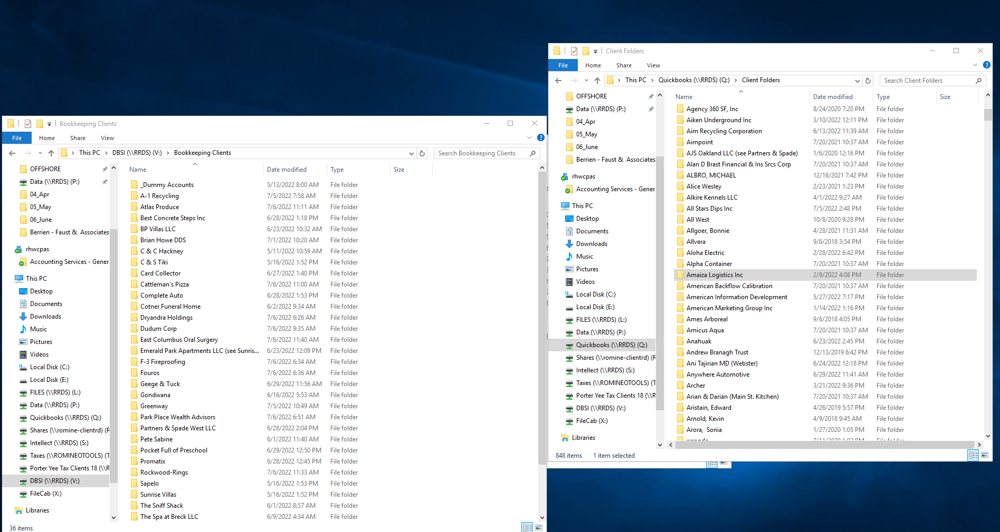 Bookkeeping Clients
File Home Share View
This PC > DBSI (\\RRDS) (V:) > Bookkeeping Clients
Search Bookkeeping Clients
OFFSHORE
Data (\\RRDS) (P:)
04_Apr
05_May
06_June
Berrien - Faust & Associates
rhwcpas
Accounting Services - Gener
This PC
Desktop
Documents
Downloads
Music
Pictures
Videos
Local Disk (C:)
Local Disk (E:)
FILES (\\RRDS) (L:)
Data (\\RRDS) (P:)
Quickbooks (\\RRDS) (Q:)
Shares (\\romine-clientrd) (R
Intellect (\\RRDS) (S:)
Taxes (\\ROMINEOTOOLS) (T
Porter Yee Tax Clients 18 (\\R
DBSI (\\RRDS) (V:)
FileCab (X:)
Libraries
Name Date modified Type Size
_Dummy Accounts 5/13/2022 8:00 AM File folder
A-1 Recycling 7/5/2022 7:58 AM File folder
Atlas Produce 7/6/2022 11:11 AM File folder
Best Concrete Steps Inc 6/28/2022 1:18 PM File folder
BP Villas LLC 6/23/2022 10:32 AM File folder
Brian Howe DDS 7/1/2022 10:20 AM File folder
C & C Hackney 5/11/2022 10:59 AM File folder
C & S Tiki 5/16/2022 1:52 PM File folder
Card Collector 6/27/2022 1:40 PM File folder
Cattleman's Pizza 7/6/2022 11:00 AM File folder
Complete Auto 6/28/2022 1:53 PM File folder
Cotner Funeral Home 6/2/2022 9:34 AM File folder
Dryandra Holdings 7/6/2022 6:26 AM File folder
Dudum Corp 7/6/2022 9:35 AM File folder
East Columbus Oral Surgery 7/6/2022 11:40 AM File folder
Emerald Park Apartments LLC (see Sunris... 6/23/2022 12:09 PM File folder
F-3 Fireproofing 7/6/2022 6:34 AM File folder
Fouros 7/6/2022 6:36 AM File folder
Geege & Tuck 6/29/2022 11:56 AM File folder
Gondwana 6/16/2022 5:53 AM File folder
Greenway 7/5/2022 10:49 AM File folder
Park Place Wealth Advisors 7/6/2022 6:51 AM File folder
Partners & Spade West LLC 6/28/2022 2:04 PM File folder
Pete Sabine 6/1/2022 11:40 AM File folder
Pocket Full of Preschool 6/29/2022 12:50 PM File folder
Promatix 6/28/2022 12:45 PM File folder
Rockwood-Rings 7/6/2022 11:33 AM File folder
Sapelo 5/16/2022 1:53 PM File folder
Sunrise Villas 5/16/2022 1:52 PM File folder
The Sniff Shack 6/1/2022 8:57 AM File folder
The Spa at Breck LLC 6/9/2022 4:34 AM File folder
36 items
Client Folders
File Home Share View
This PC > Quickbooks (\\RRDS) (Q:) > Client Folders
Search Client Folders
OFFSHORE
Data (\\RRDS) (P:)
04_Apr
05_May
06_June
Berrien - Faust & Associates
rhwcpas
Accounting Services - Gener
This PC
Desktop
Documents
Downloads
Music
Pictures
Videos
Local Disk (C:)
Local Disk (E:)
FILES (\\RRDS) (L:)
Data (\\RRDS) (P:)
Quickbooks (\\RRDS) (Q:)
Shares (\\romine-clientrd) (R
Intellect (\\RRDS) (S:)
Taxes (\\ROMINEOTOOLS) (T
Porter Yee Tax Clients 18 (\\R
DBSI (\\RRDS) (V:)
FileCab (X:)
Libraries
Name Date modified Type Size
Agency 360 SF, Inc 8/24/2020 7:20 PM File folder
Aiken Underground Inc 3/10/2022 12:11 PM File folder
Aim Recycling Corporation 6/13/2022 11:39 AM File folder
Aimpoint 7/20/2021 10:37 AM File folder
AJS Oakland LLC (see Partners & Spade) 1/6/2020 12:16 PM File folder
Alan D Brast Financial & Ins Srcs Corp 7/20/2021 10:37 AM File folder
ALBRO, MICHAEL 12/16/2021 7:42 PM File folder
Alice Wesley 2/23/2021 1:23 PM File folder
Alkire Kennels LLC 4/1/2022 9:27 AM File folder
All Stars Dips Inc 7/5/2022 2:48 PM File folder
All West 10/8/2020 9:28 PM File folder
Allgoer, Bonnie 4/28/2021 11:31 AM File folder
Allvera 9/6/2018 3:54 PM File folder
Aloha Electric 2/28/2022 6:42 PM File folder
Alpha Container 7/20/2021 10:37 AM File folder
Amaiza Logistics Inc 2/9/2022 4:08 PM File folder
American Backflow Calibration 7/20/2021 10:37 AM File folder
American Information Development 5/27/2022 7:17 PM File folder
American Marketing Group Inc 1/14/2022 1:16 PM File folder
Ames Arboreal 9/6/2018 4:05 PM File folder
Amicus Aqua 7/20/2021 10:37 AM File folder
Anahuak 6/23/2022 2:45 PM File folder
Andrew Branagh Trust 12/13/2019 6:42 PM File folder
Ani Tajirian MD (Webster) 6/24/2022 12:18 PM File folder
Anywhere Automotive 6/29/2022 11:41 AM File folder
Archer 3/21/2022 9:36 PM File folder
Arian & Darian (Main St. Kitchen) 7/20/2021 10:37 AM File folder
Aristain, Edward 4/26/2019 5:57 PM File folder
Arnold, Kevin 4/9/2018 9:45 AM File folder
Arora, Sonia 1/27/2020 1:05 PM File folder
848 items 1 item selected